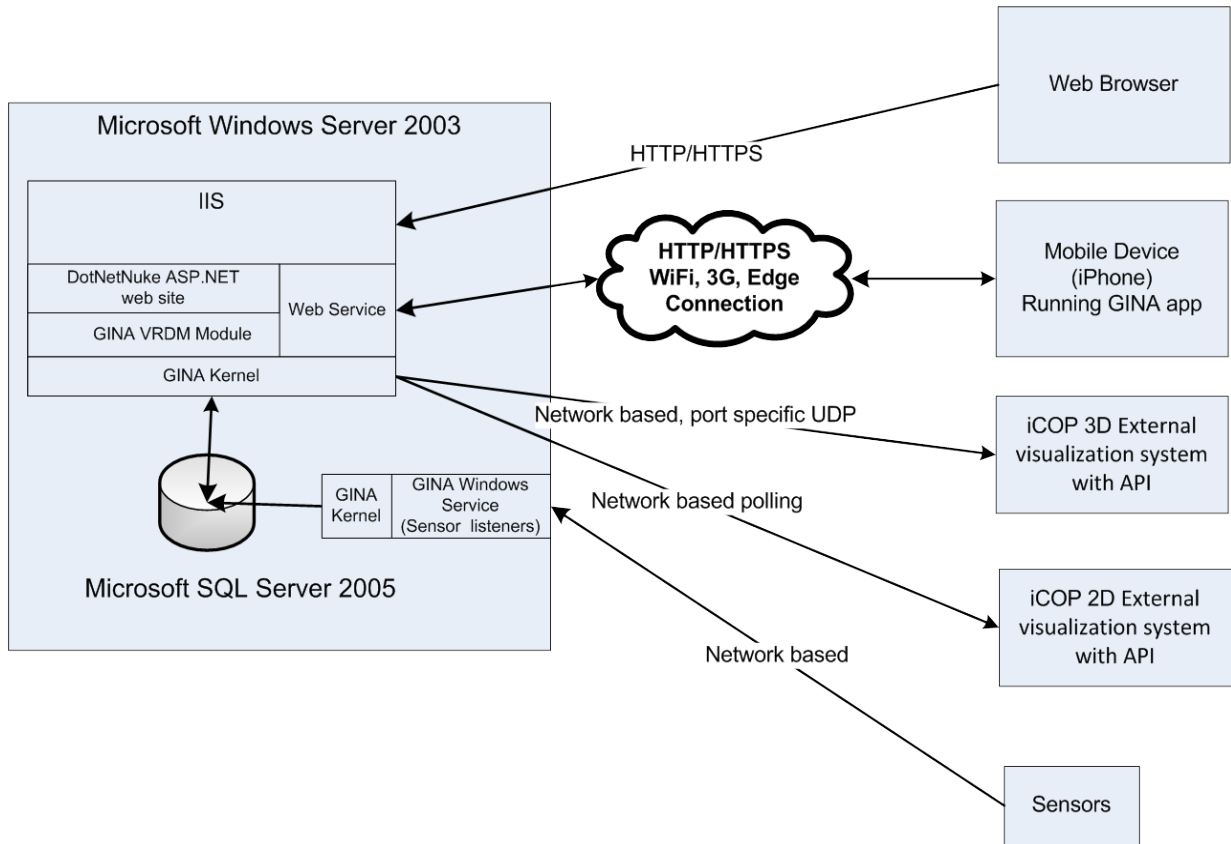 Web Browser
Microsoft Windows Server 2003
HTTP/HTTPS
IIS
DotNetNuke ASP.NET
web site
Web Service
GINA VRDM Module
GINA Kernel
HTTP/HTTPS
WiFi, 3G, Edge
Connection
Mobile Device
(iPhone)
Running GINA app
Network based, port specific UDP
iCOP 3D External
visualization system
with API
GINA
Kernel
GINA Windows
Service
(Sensor listeners)
Network based polling
Microsoft SQL Server 2005
iCOP 2D External
visualization system
with API
Network based
Sensors